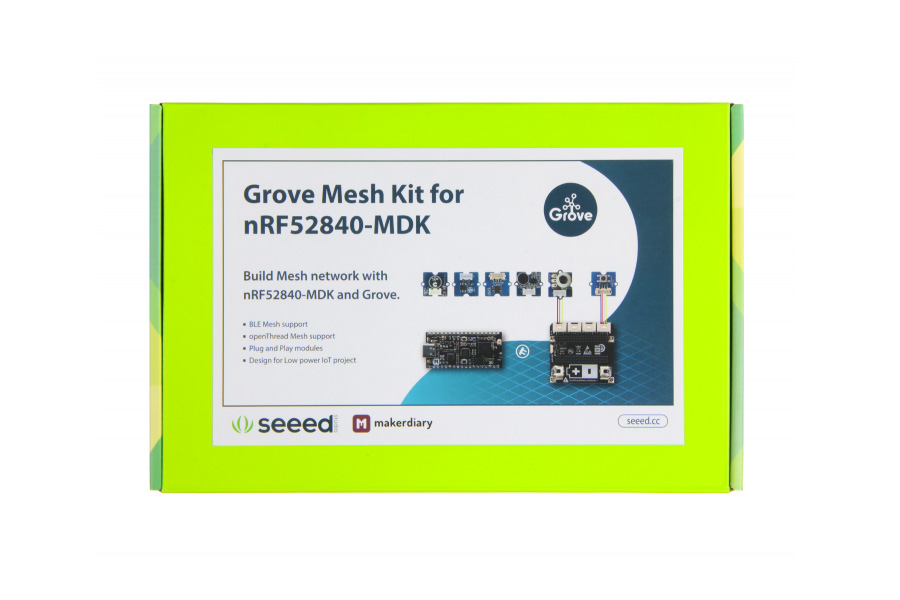 Grove Mesh Kit for
nRF52840-MDK
Grove
Build Mesh network with
nRF52840-MDK and Grove.
• BLE Mesh support
• openThread Mesh support
• Plug and Play modules
• Design for Low power IoT project
seeed
studio
M makerdiary
seeed.cc